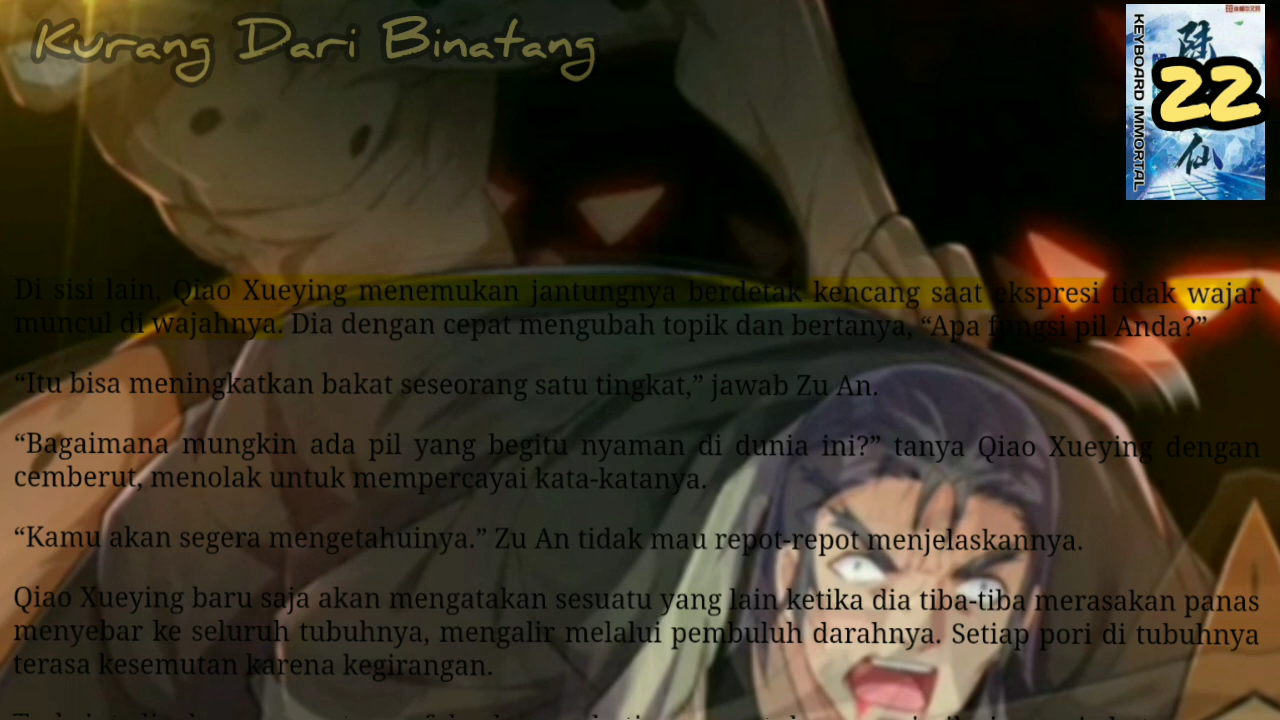 Kurang Dari Binatang
KEYBOARD IMMORTAL
22
仙
Di sisi lain, Qiao Xueying menemukan jantungnya berdetak kencang saat ekspresi tidak wajar
muncul di wajahnya. Dia dengan cepat mengubah topik dan bertanya, “Apa fungsi pil Anda?”
“Itu bisa meningkatkan bakat seseorang satu tingkat,” jawab Zu An.
“Bagaimana mungkin ada pil yang begitu nyaman di dunia ini?” tanya Qiao Xueying dengan
cemberut, menolak untuk mempercayai kata-katanya.
“Kamu akan segera mengetahuinya.” Zu An tidak mau repot-repot menjelaskannya.
Qiao Xueying baru saja akan mengatakan sesuatu yang lain ketika dia tiba-tiba merasakan panas
menyebar ke seluruh tubuhnya, mengalir melalui pembuluh darahnya. Setiap pori di tubuhnya
terasa kesemutan karena kegirangan.